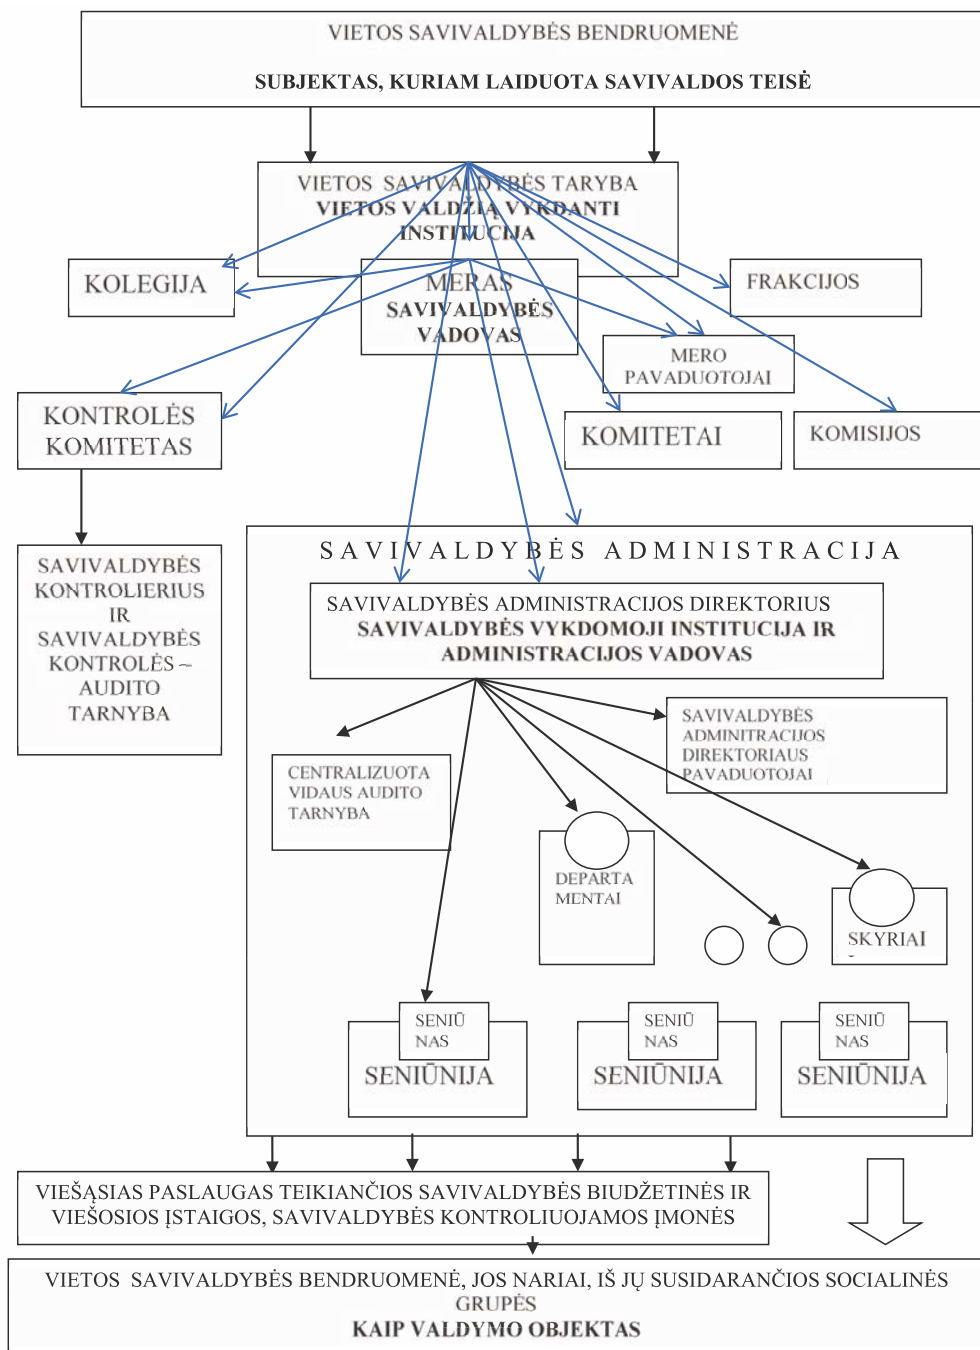 VIETOS SAVIVALDYBĖS BENDRUOMENĖ
SUBJEKTAS, KURIAM LAIDUOTA SAVIVALDOS TEISĖ
VIETOS SAVIVALDYBĖS TARYBA
VIETOS VALDŽIĄ VYKDANTI
INSTITUCIJA
KOLEGIJA
MERAS
SAVIVALDYBĖS
VADOVAS
FRAKCIJOS
MERO
PAVADUOTOJAI
KONTROLĖS
KOMITETAS
KOMITETAI
KOMISIJOS
SAVIVALDYBĖS
KONTROLIERIUS
IR
SAVIVALDYBĖS
KONTROLĖS ~
AUDITO
TARNYBA
SAVIVALDYBĖS ADMINISTRACIJA
SAVIVALDYBĖS ADMINISTRACIJOS DIREKTORIUS
SAVIVALDYBĖS VYKDOMOJI INSTITUCIJA IR
ADMINISTRACIJOS VADOVAS
CENTRALIZUOTA
VIDAUS AUDITO
TARNYBA
SAVIVALDYBĖS
ADMINITRACIJOS
DIREKTORIAUS
PAVADUOTOJAI
DEPARTA
MENTAI
SKYRIAI
SENIŪ
NAS
SENIŪNIJA
SENIŪ
NAS
SENIŪNIJA
SENIŪ
NAS
SENIŪNIJA
VIEŠĄSIAS PASLAUGAS TEIKIANČIOS SAVIVALDYBĖS BIUDŽETINĖS IR
VIEŠOSIOS ĮSTAIGOS, SAVIVALDYBĖS KONTROLIUOJAMOS ĮMONĖS
VIETOS SAVIVALDYBĖS BENDRUOMENĖ, JOS NARIAI, IŠ JŲ SUSIDARANČIOS SOCIALINĖS
GRUPĖS
KAIP VALDYMO OBJEKTAS